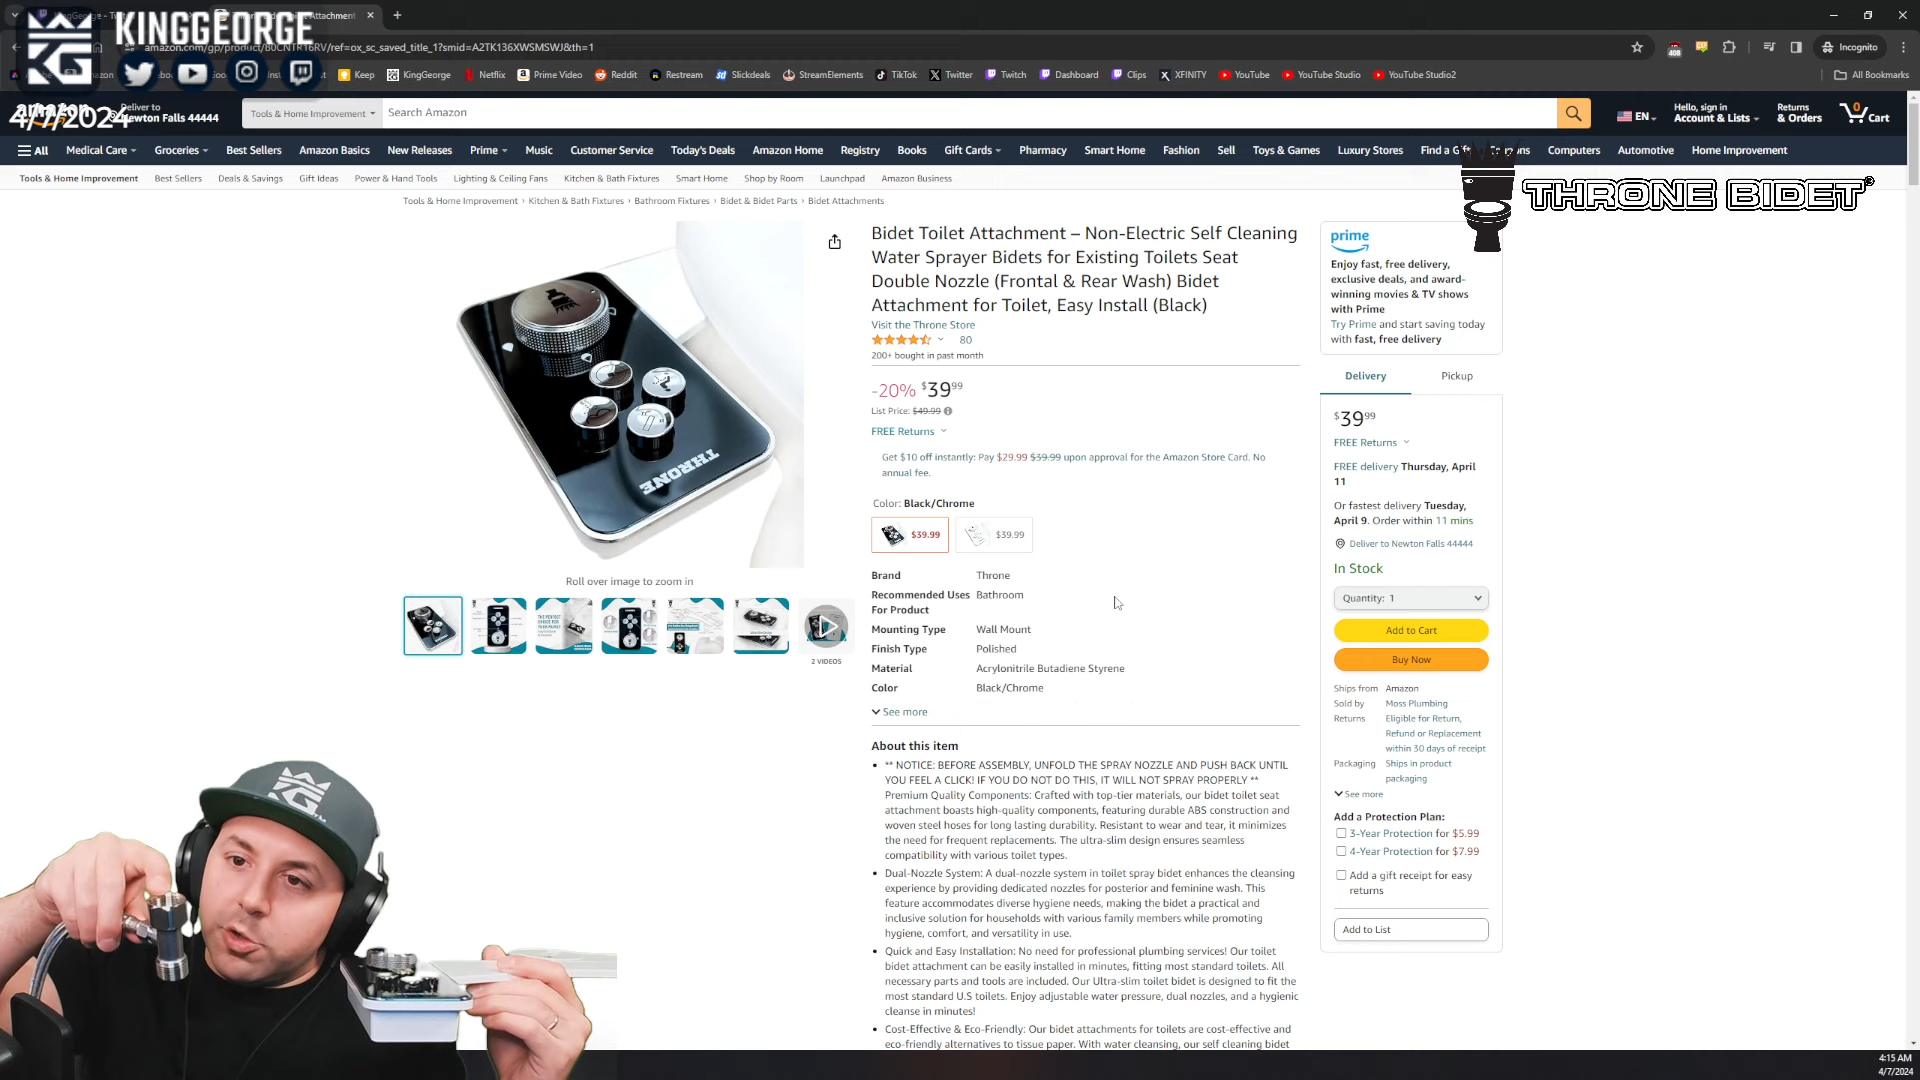 KINGGEORGE
4/7/2024
THRONE BIDET®
amazon.com/gp/product/B0CNTR16RV/ref=ox_sc_saved_title_1?smid=A2TK136XWSMSWJ&th=1
408
Incognito
Keep KingGeorge Netflix Prime Video Reddit Restream Slickdeals StreamElements TikTok Twitter Twitch Dashboard Clips XFINITY YouTube YouTube Studio YouTube Studio2
All Bookmarks
Deliver to
Newton Falls 44444
Tools & Home Improvement
Search Amazon
EN
Hello, sign in
Account & Lists
Returns
& Orders
0
Cart
All Medical Care Groceries Best Sellers Amazon Basics New Releases Prime Music Customer Service Today's Deals Amazon Home Registry Books Gift Cards Pharmacy Smart Home Fashion Sell Toys & Games Luxury Stores Find a Gift Computers Automotive Home Improvement
Tools & Home Improvement Best Sellers Deals & Savings Gift Ideas Power & Hand Tools Lighting & Ceiling Fans Kitchen & Bath Fixtures Smart Home Shop by Room Launchpad Amazon Business
Tools & Home Improvement › Kitchen & Bath Fixtures › Bathroom Fixtures › Bidet & Bidet Parts › Bidet Attachments
THRONE
Roll over image to zoom in
2 VIDEOS
Bidet Toilet Attachment – Non-Electric Self Cleaning
Water Sprayer Bidets for Existing Toilets Seat
Double Nozzle (Frontal & Rear Wash) Bidet
Attachment for Toilet, Easy Install (Black)
Visit the Throne Store
80
200+ bought in past month
-20% $39.99
List Price: $49.99
FREE Returns
Get $10 off instantly: Pay $29.99 $39.99 upon approval for the Amazon Store Card. No
annual fee.
Color: Black/Chrome
$39.99 $39.99
Brand Throne
Recommended Uses Bathroom
For Product
Mounting Type Wall Mount
Finish Type Polished
Material Acrylonitrile Butadiene Styrene
Color Black/Chrome
See more
About this item
• ** NOTICE: BEFORE ASSEMBLY, UNFOLD THE SPRAY NOZZLE AND PUSH BACK UNTIL
YOU FEEL A CLICK! IF YOU DO NOT DO THIS, IT WILL NOT SPRAY PROPERLY **
Premium Quality Components: Crafted with top-tier materials, our bidet toilet seat
attachment boasts high-quality components, featuring durable ABS construction and
woven steel hoses for long lasting durability. Resistant to wear and tear, it minimizes
the need for frequent replacements. The ultra-slim design ensures seamless
compatibility with various toilet types.
• Dual-Nozzle System: A dual-nozzle system in toilet spray bidet enhances the cleansing
experience by providing dedicated nozzles for posterior and feminine wash. This
feature accommodates diverse hygiene needs, making the bidet a practical and
inclusive solution for households with various family members while promoting
hygiene, comfort, and versatility in use.
• Quick and Easy Installation: No need for professional plumbing services! Our toilet
bidet attachment can be easily installed in minutes, fitting most standard toilets. All
necessary parts and tools are included. Our Ultra-slim toilet bidet is designed to fit the
most standard U.S toilets. Enjoy adjustable water pressure, dual nozzles, and a hygienic
cleanse in minutes!
• Cost-Effective & Eco-Friendly: Our bidet attachments for toilets are cost-effective and
eco-friendly alternatives to tissue paper. With water cleansing, our self cleaning bidet
prime
Enjoy fast, free delivery,
exclusive deals, and award-
winning movies & TV shows
with Prime
Try Prime and start saving today
with fast, free delivery
Delivery Pickup
$39.99
FREE Returns
FREE delivery Thursday, April
11
Or fastest delivery Tuesday,
April 9. Order within 11 mins
Deliver to Newton Falls 44444
In Stock
Quantity: 1
Add to Cart
Buy Now
Ships from Amazon
Sold by Moss Plumbing
Returns Eligible for Return,
Refund or Replacement
within 30 days of receipt
Packaging Ships in product
packaging
See more
Add a Protection Plan:
3-Year Protection for $5.99
4-Year Protection for $7.99
Add a gift receipt for easy
returns
Add to List
4:15 AM
4/7/2024